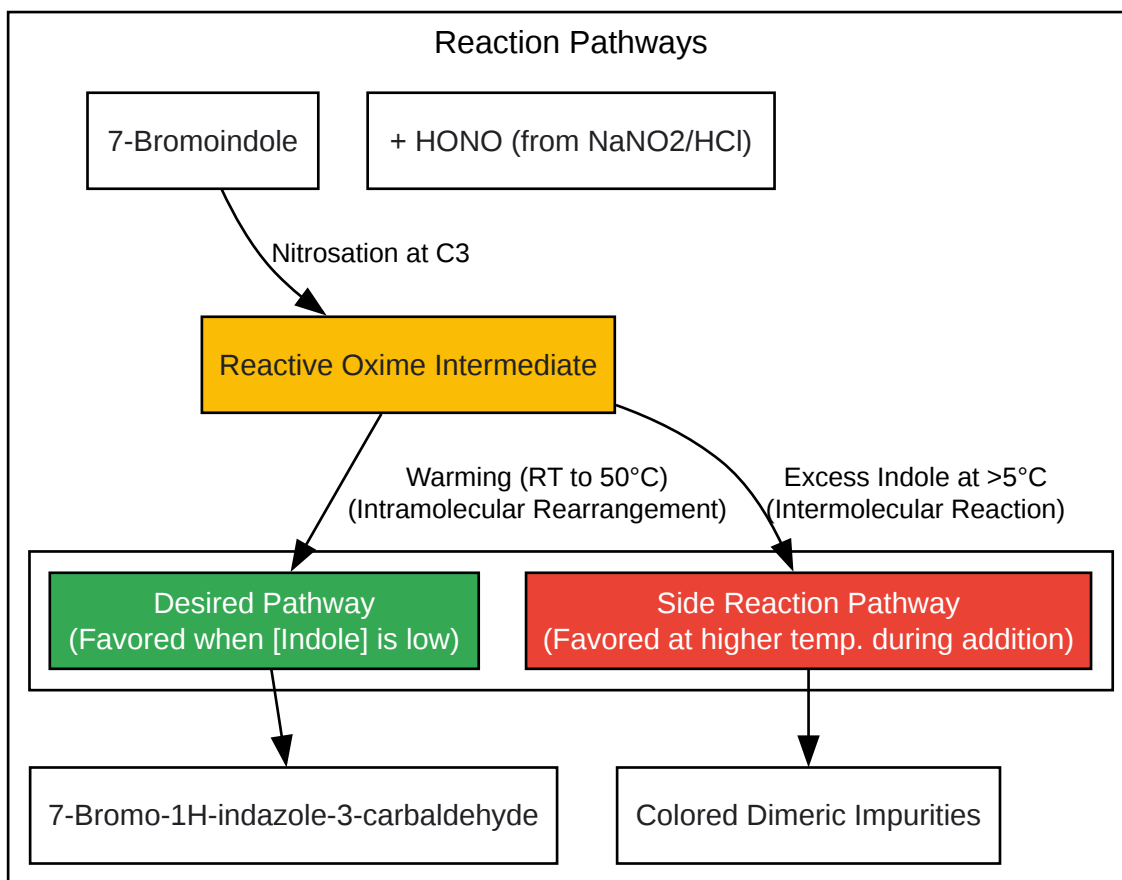 Reaction Pathways
7-Bromoindole
+ HONO (from NaNO2/HCl)
Nitrosation at C3
Reactive Oxime Intermediate
Warming (RT to 50°C)
(Intramolecular Rearrangement)
Excess Indole at >5°C
(Intermolecular Reaction)
Desired Pathway
(Favored when [Indole] is low)
Side Reaction Pathway
(Favored at higher temp. during addition)
7-Bromo-1H-indazole-3-carbaldehyde
Colored Dimeric Impurities